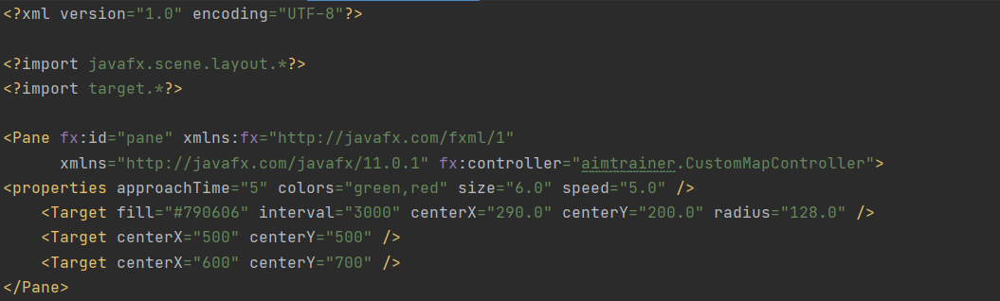 <?xml version="1.0" encoding="UTF-8"?>
<?import javafx.scene.layout.*?>
<?import target.*?>
<Pane fx:id="pane" xmlns:fx="http://javafx.com/fxml/1"
xmlns="http://javafx.com/javafx/11.0.1" fx:controller="aimtrainer.CustomMapController">
<properties approachTime="5" colors="green,red" size="6.0" speed="5.0" />
<Target fill="#790606" interval="3000" centerX="290.0" centerY="200.0" radius="128.0" />
<Target centerX="500" centerY="500" />
<Target centerX="600" centerY="700" />
</Pane>